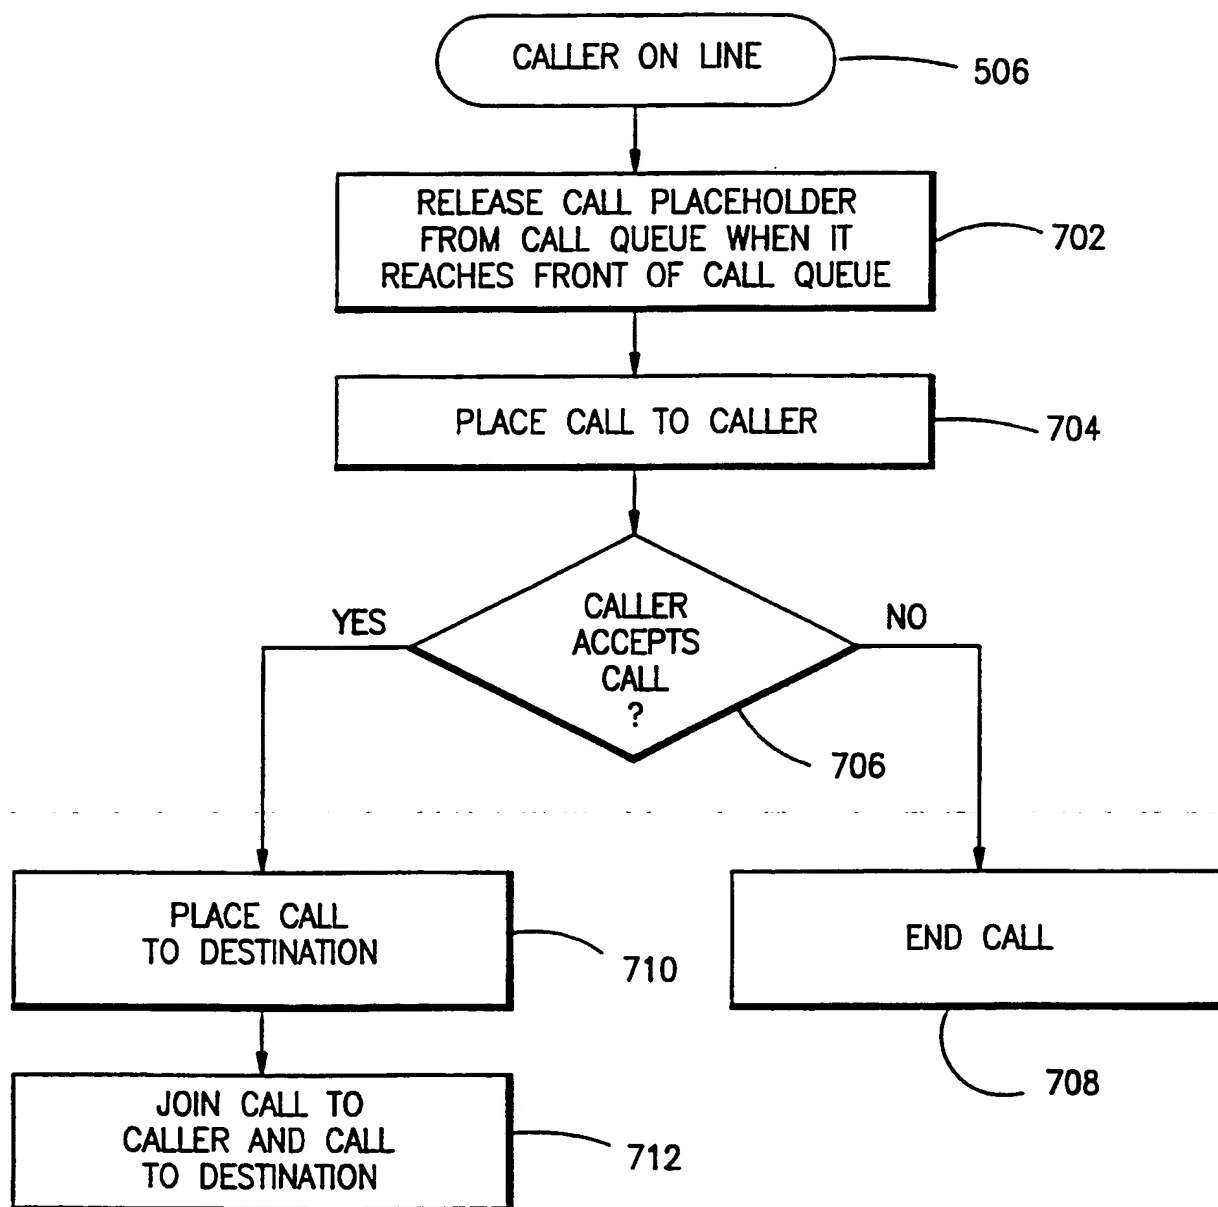 CALLER ON LINE
506
RELEASE CALL PLACEHOLDER
FROM CALL QUEUE WHEN IT
REACHES FRONT OF CALL QUEUE
702
PLACE CALL TO CALLER
704
YES
CALLER
ACCEPTS
CALL
?
NO
706
PLACE CALL
TO DESTINATION
710
END CALL
708
JOIN CALL TO
CALLER AND CALL
TO DESTINATION
712